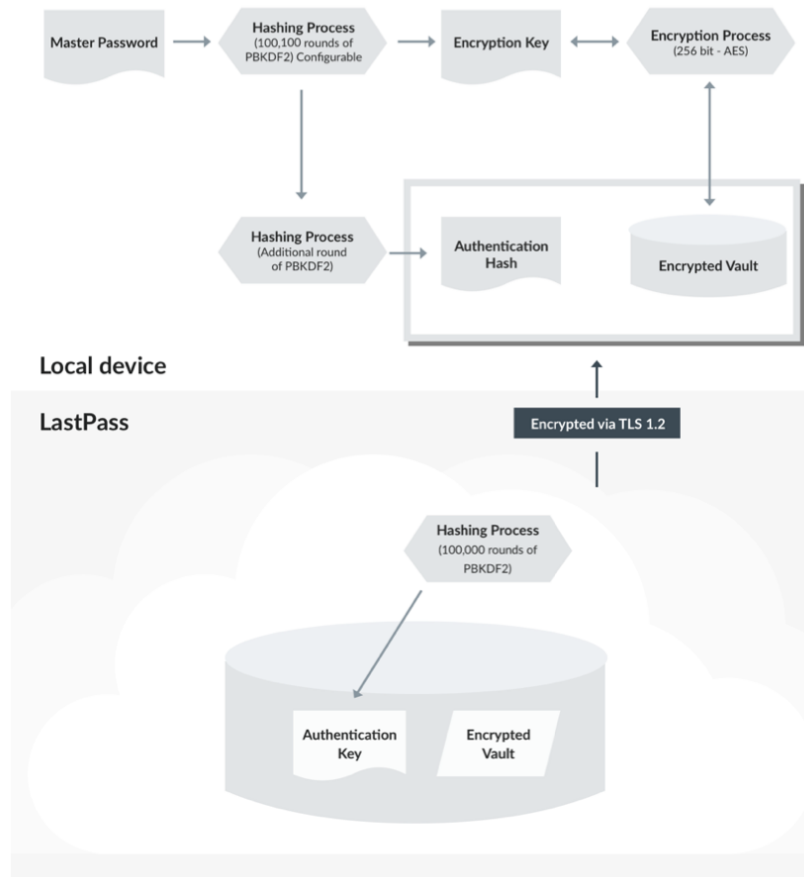 Master Password
Hashing Process
(100,100 rounds of
PBKDF2) Configurable
Encryption Key
Encryption Process
(256 bit - AES)
Hashing Process
(Additional round
of PBKDF2)
Authentication
Hash
Encrypted Vault
Local device
LastPass
Encrypted via TLS 1.2
Hashing Process
(100,000 rounds of
PBKDF2)
Authentication
Key
Encrypted
Vault